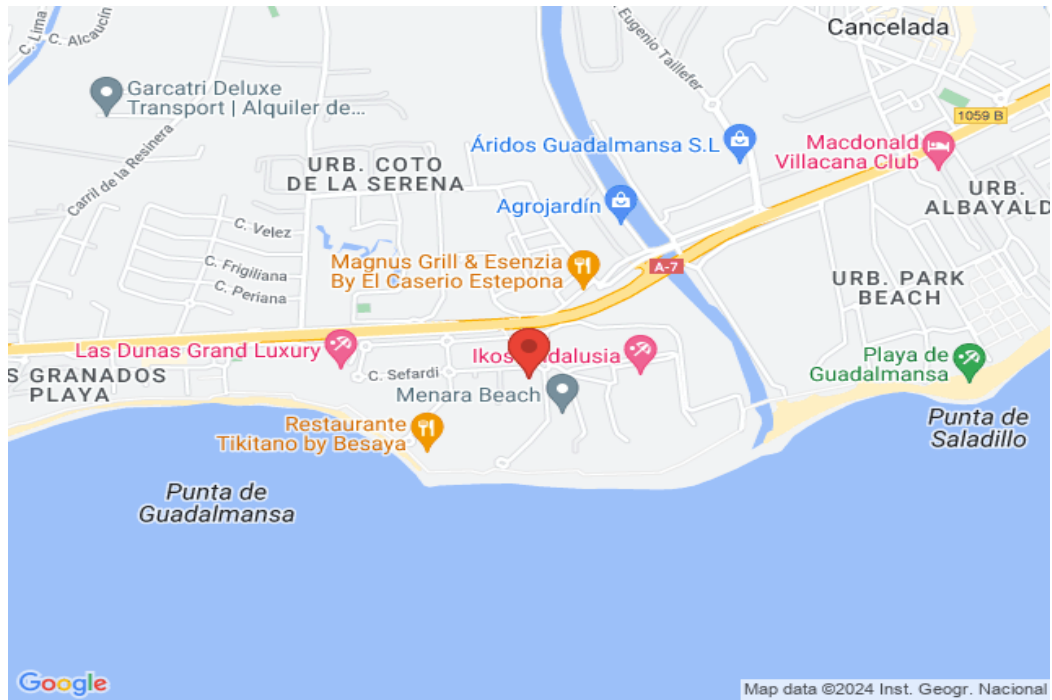 Cancelada
C. Lima
C. Alcaucín
Eugenio Taillefer
Garcatri Deluxe
Transport | Alquiler de...
1059 B
Áridos Guadalmansa S.L
Macdonald
Villacana Club
Carril de la Resinera
URB. COTO
DE LA SERENA
URB.
ALBAYALD
Agrojardín
C. Velez
Magnus Grill & Esenzia
By El Caserio Estepona
A-7
C. Frigiliana
C. Periana
URB. PARK
BEACH
Las Dunas Grand Luxury
Ikos
dalusia
Playa de
Guadalmansa
S GRANADOS
PLAYA
C. Sefardi
Menara Beach
Restaurante
Tikitano by Besaya
Punta de
Saladillo
Punta de
Guadalmansa
Google
Map data ©2024 Inst. Geogr. Nacional